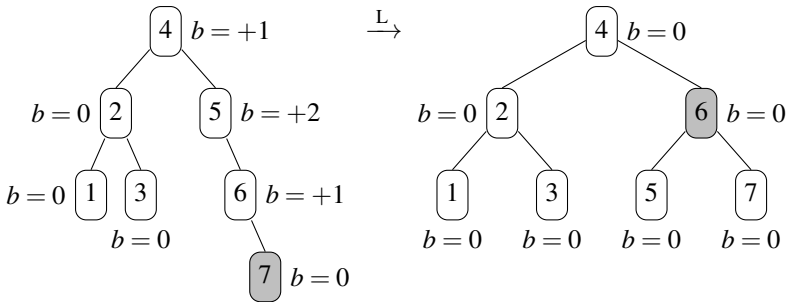 4 b = +1 L ⟶ 4 b = 0
b = 0 2 5 b = +2 b = 0 2 6 b = 0
b = 0 1 3 6 b = +1 1 3 5 7
b = 0 b = 0 b = 0 b = 0 b = 0
7 b = 0